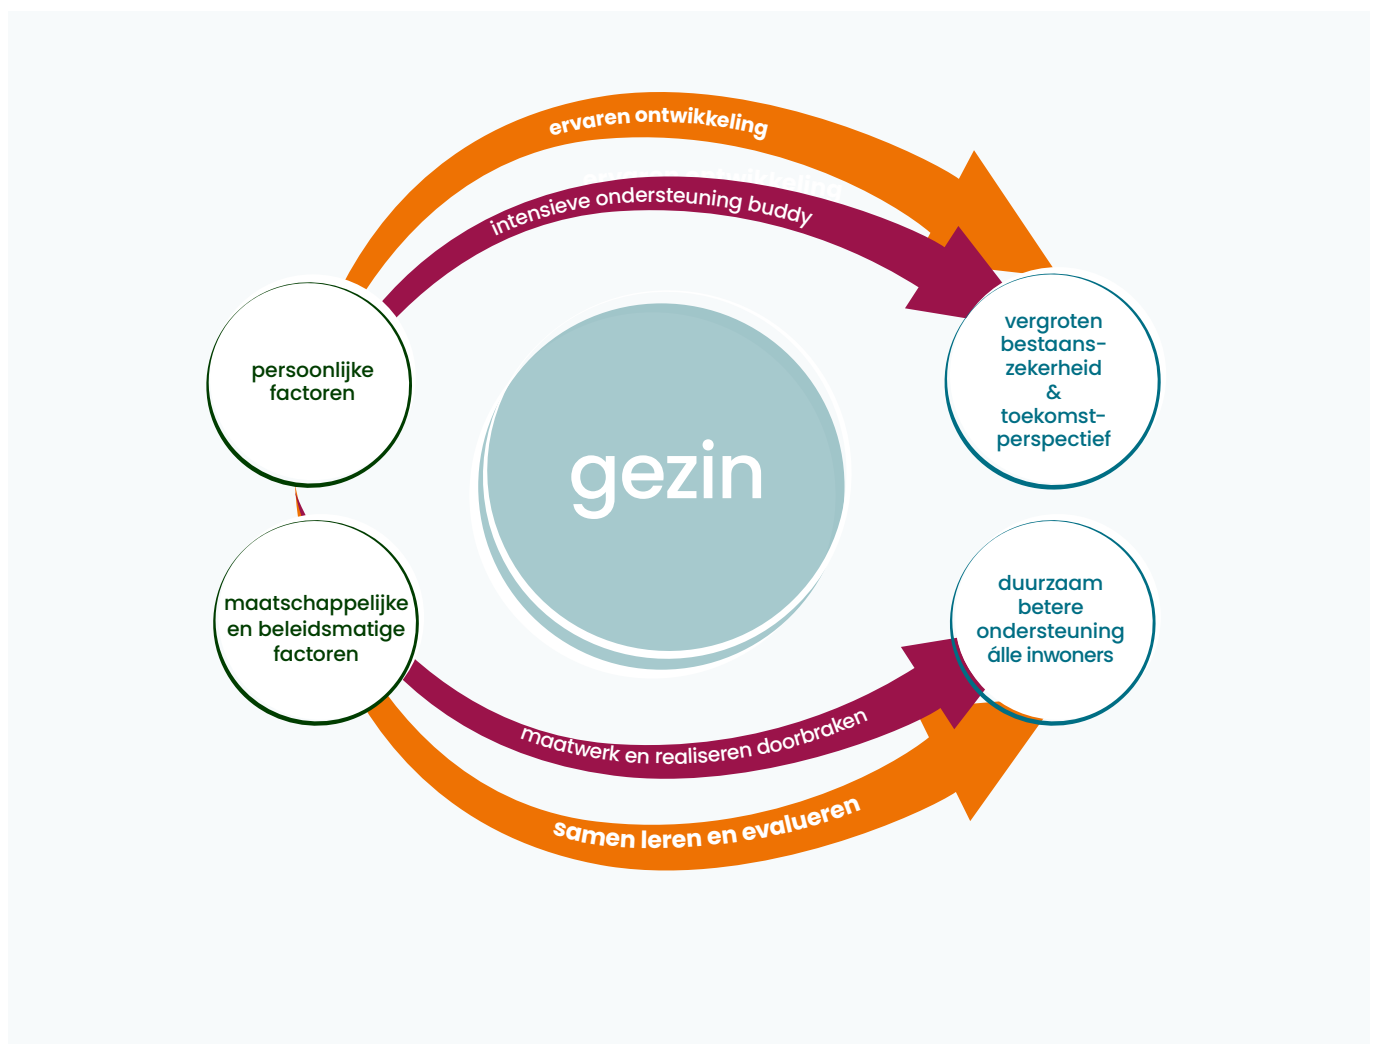 ervaren ontwikkeling
intensieve ondersteuning buddy
persoonlijke
factoren
vergroten
bestaans-
zekerheid
&
toekomst-
perspectief
gezin
maatschappelijke
en beleidsmatige
factoren
duurzaam
betere
ondersteuning
álle inwoners
maatwerk en realiseren doorbraken
samen leren en evalueren